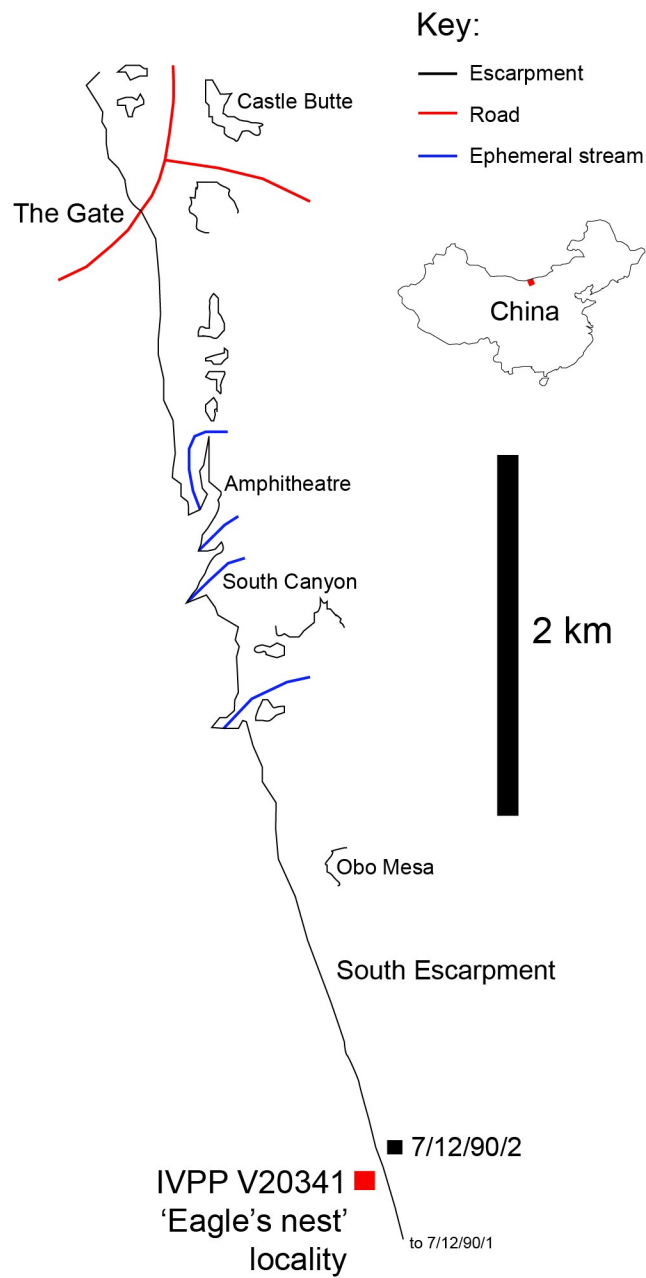 Key:
Escarpment
Road
Ephemeral stream
Castle Butte
The Gate
China
Amphitheatre
South Canyon
2 km
Obo Mesa
South Escarpment
7/12/90/2
IVPP V20341
‘Eagle’s nest’
locality
to 7/12/90/1